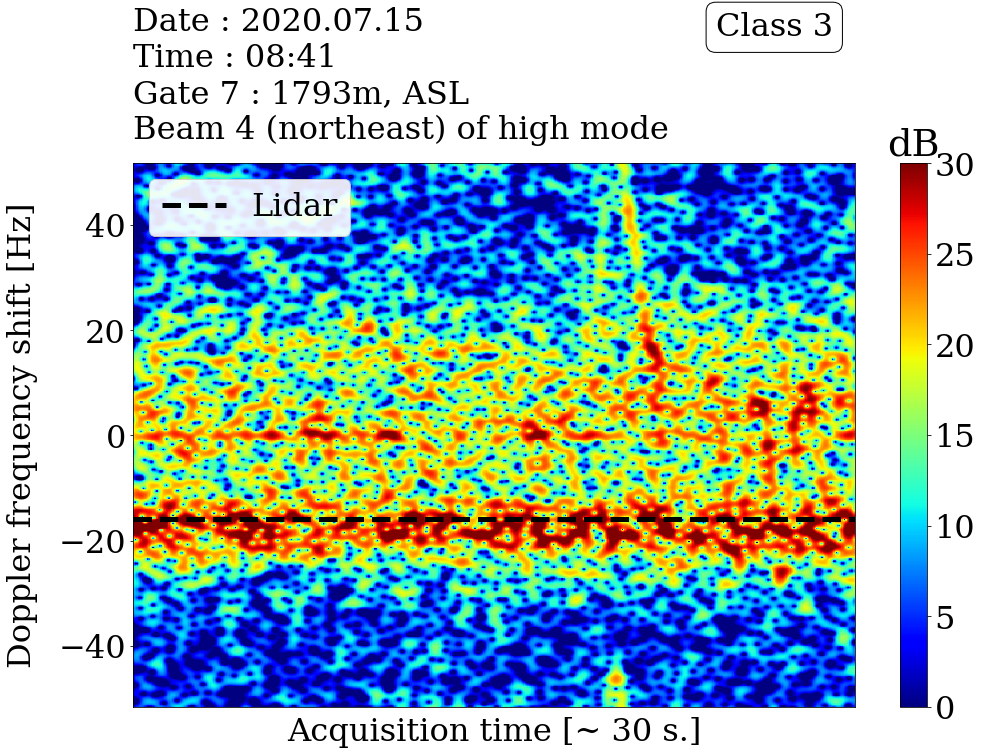 Date : 2020.07.15
Time : 08:41
Gate 7 : 1793m, ASL
Beam 4 (northeast) of high mode
Class 3
dB
Lidar
Doppler frequency shift [Hz]
40
20
0
−20
−40
Acquisition time [~ 30 s.]
30
25
20
15
10
5
0